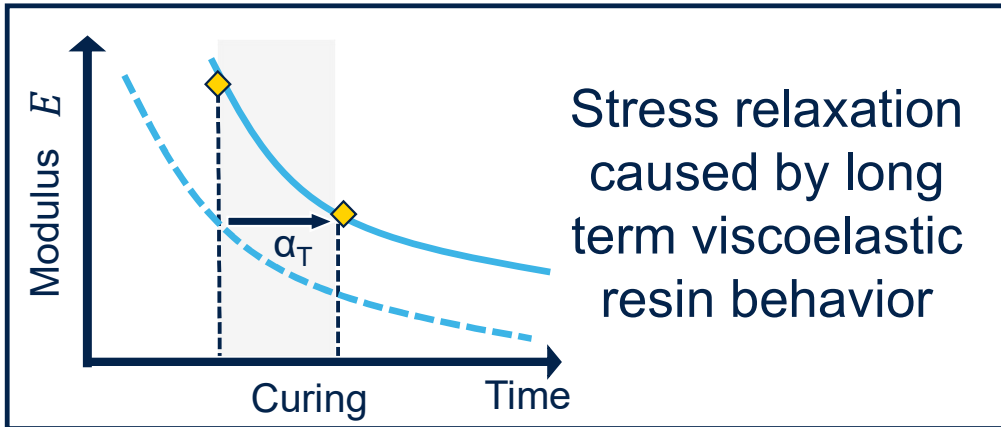 Modulus E
α_T
Curing
Time
Stress relaxation
caused by long
term viscoelastic
resin behavior